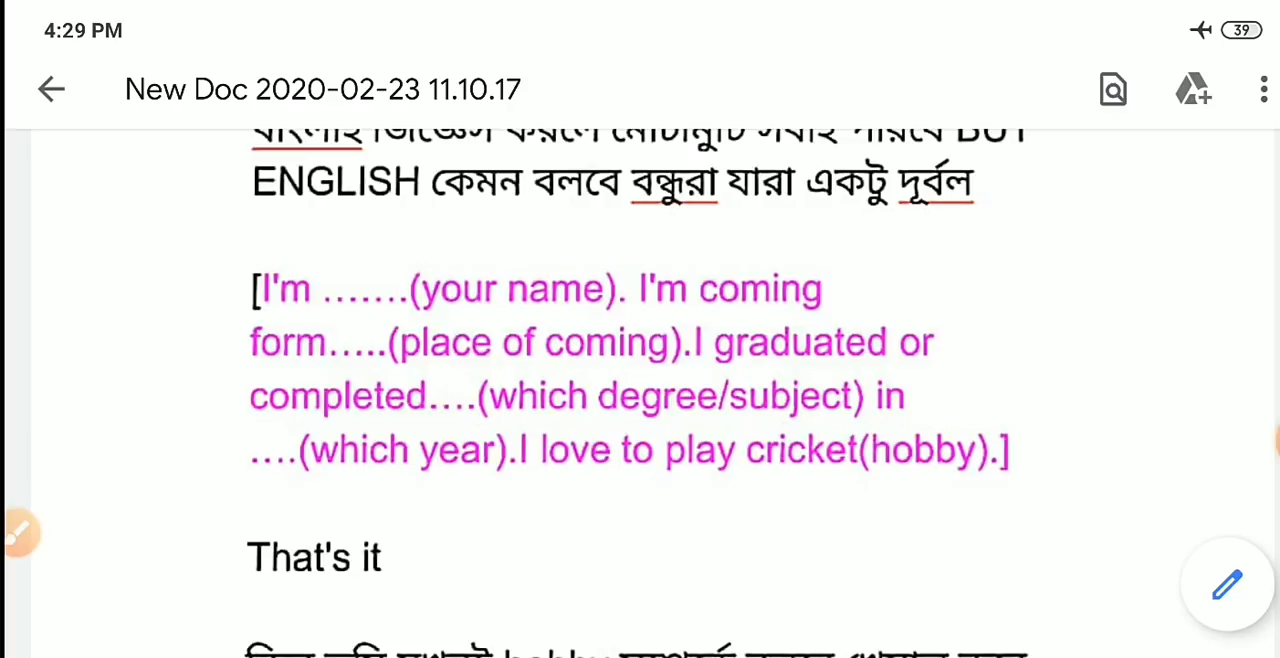 4:29 PM
39
New Doc 2020-02-23 11.10.17
BUT
ENGLISH কেমন বলবে বন্ধুরা যারা একটু দূর্বল
[I'm .......(your name). I'm coming
form.....(place of coming).I graduated or
completed....(which degree/subject) in
....(which year).I love to play cricket(hobby).]
That's it
hobby